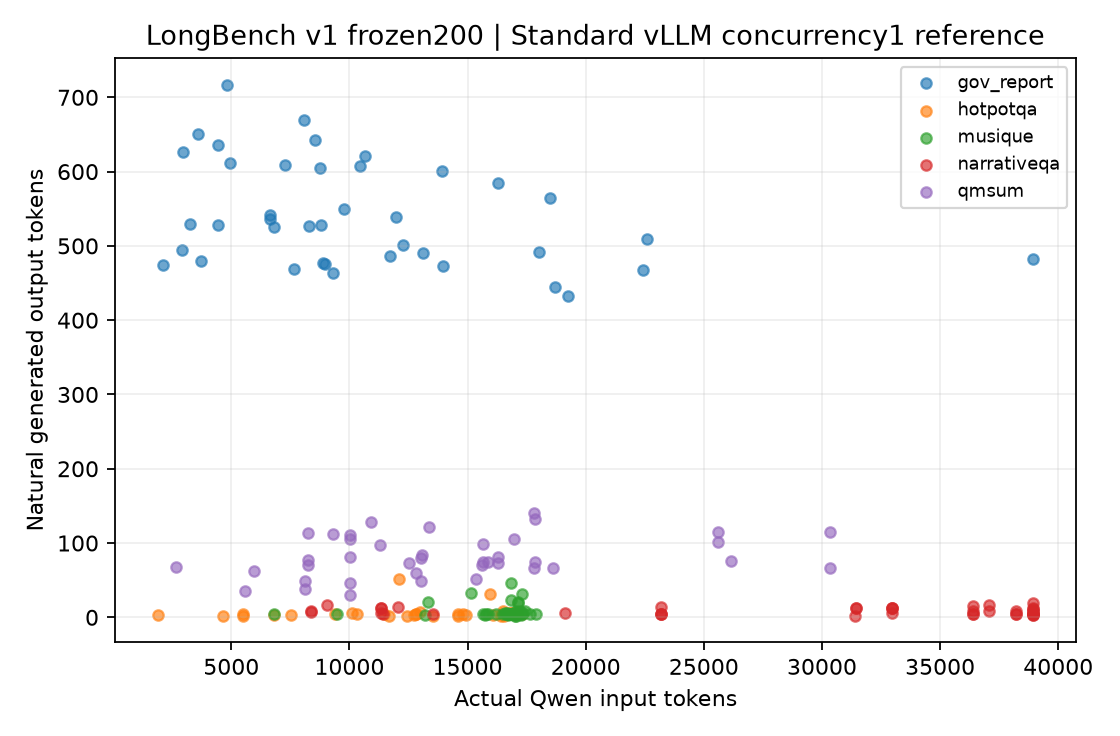 LongBench v1 frozen200 | Standard vLLM concurrency1 reference
gov_report
hotpotqa
musique
narrativeqa
qmsum
Natural generated output tokens
700
600
500
400
300
200
100
0
5000 10000 15000 20000 25000 30000 35000 40000
Actual Qwen input tokens